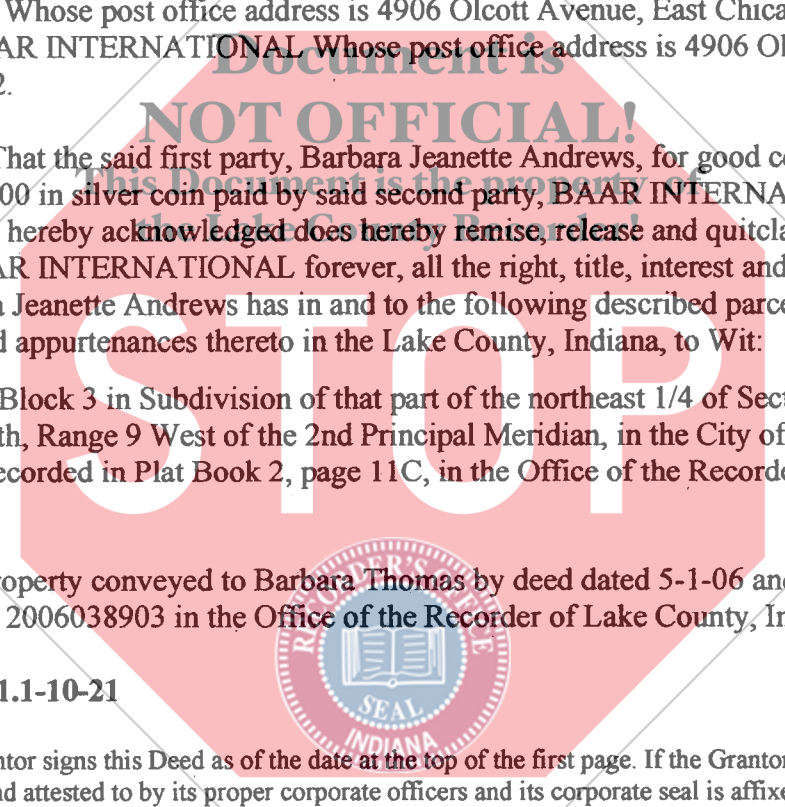 Whose post office address is 4906 Olcott Avenue, East Chica
AR INTERNATIONAL Whose post office address is 4906 Ol
Document is
2.
NOT OFFICIAL!
That the said first party, Barbara Jeanette Andrews, for good c
This Document is the property of
00 in silver coin paid by said second party, BAAR INTERNA
the Lake County Recorder!
hereby acknowledged does hereby remise, release and quitcla
AR INTERNATIONAL forever, all the right, title, interest and
a Jeanette Andrews has in and to the following described parce
d appurtenances thereto in the Lake County, Indiana, to Wit:
STOP
Block 3 in Subdivision of that part of the northeast 1/4 of Sect
th, Range 9 West of the 2nd Principal Meridian, in the City of
ecorded in Plat Book 2, page 11C, in the Office of the Recorde
roperty conveyed to Barbara Thomas by deed dated 5-1-06 and
2006038903 in the Office of the Recorder of Lake County, In
RECORDER'S OFFICE
SEAL
INDIANA
1.1-10-21
ntor signs this Deed as of the date at the top of the first page. If the Grantor
nd attested to by its proper corporate officers and its corporate seal is affixe